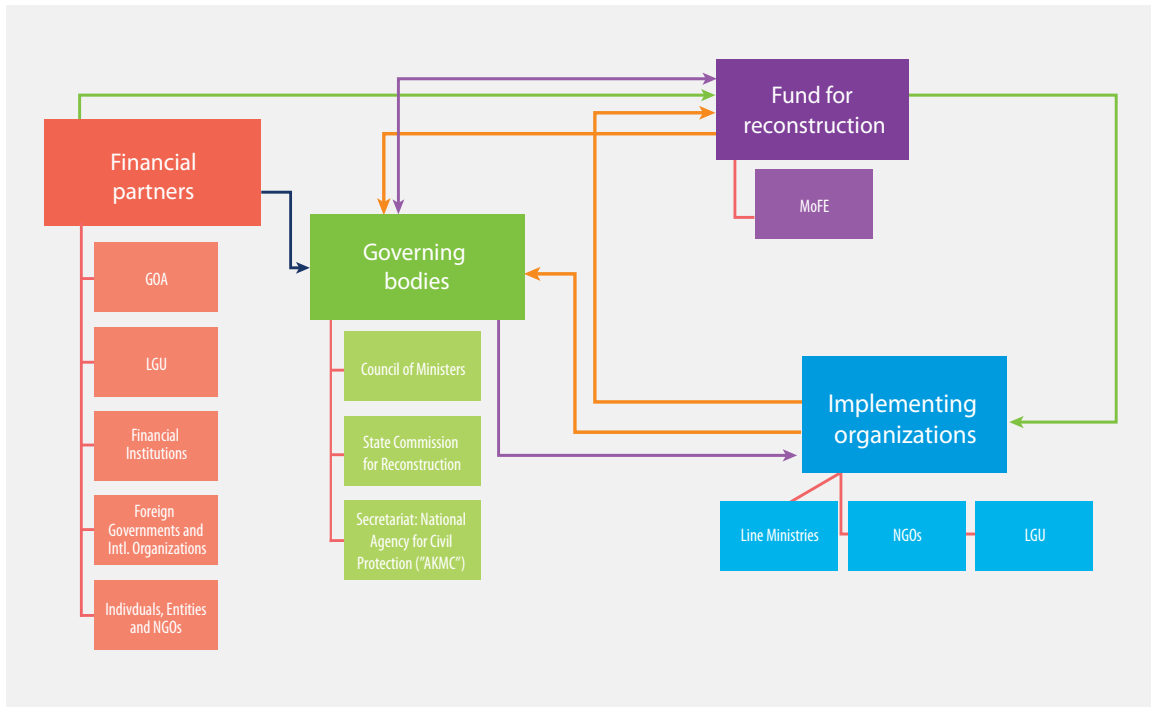 Fund for
reconstruction
MoFE
Financial
partners
GOA
LGU
Financial
Institutions
Foreign
Governments and
Intl. Organizations
Indivduals, Entities
and NGOs
Governing
bodies
Council of Ministers
State Commission
for Reconstruction
Secretariat: National
Agency for Civil
Protection (“AKMC”)
Implementing
organizations
Line Ministries
NGOs
LGU